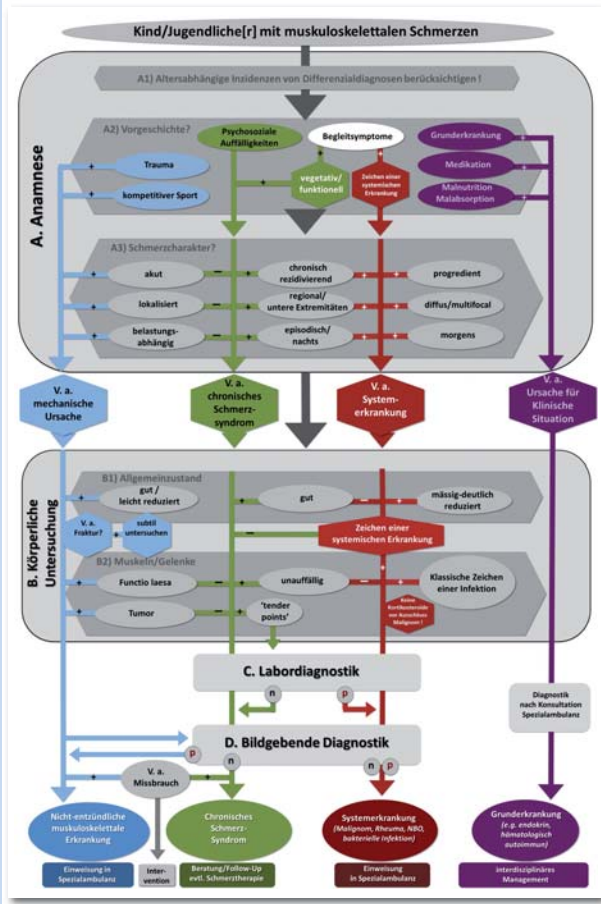 Kind/Jugendliche[r] mit muskuloskelettalen Schmerzen
A. Anamnese
A1) Altersabhängige Inzidenzen von Differenzialdiagnosen berücksichtigen !
A2) Vorgeschichte?
Psychosoziale
Auffälligkeiten
Begleitsymptome
Grunderkrankung
+
Trauma
+
kompetitiver Sport
+
vegetativ/
funktionell
+
+
Zeichen einer
systemischen
Erkrankung
Medikation
Malnutrition
Malabsorption
+
+
+
A3) Schmerzcharakter?
+
akut
−
chronisch
rezidivierend
+
+
progredient
+
lokalisiert
−
regional/
untere Extremitäten
+
+
diffus/multifocal
+
belastungs-
abhängig
−
episodisch/
nachts
+
+
morgens
V. a.
mechanische
Ursache
V. a.
chronisches
Schmerz-
syndrom
V. a.
System-
erkrankung
V. a.
Ursache für
Klinische
Situation
B. Körperliche
Untersuchung
B1) Allgemeinzustand
+
gut /
leicht reduziert
+
gut
−
+
mässig-deutlich
reduziert
V. a.
Fraktur?
+
subtil
untersuchen
−
Zeichen einer
systemischen Erkrankung
B2) Muskeln/Gelenke
+
Functio laesa
−
unauffällig
−
+
Klassische Zeichen
einer Infektion
+
Tumor
−
+
'tender
points'
Keine
Kortikosteroide
vor Ausschluss
Malignom !
C. Labordiagnostik
n
p
Diagnostik
nach Konsultation
Spezialambulanz
D. Bildgebende Diagnostik
p
n
n
p
+
V. a.
Missbrauch
+
Nicht-entzündliche
muskuloskelettale
Erkrankung
Chronisches
Schmerz-
Syndrom
Systemerkrankung
(Malignom, Rheuma, NBO,
bakterielle Infektion)
Grunderkrankung
(e.g. endokrin,
hämatologisch
autoimmun)
Einweisung in
Spezialambulanz
Inter-
vention
Beratung/Follow-Up
evtl. Schmerztherapie
Einweisung
in Spezialambulanz
interdisziplinäres
Management